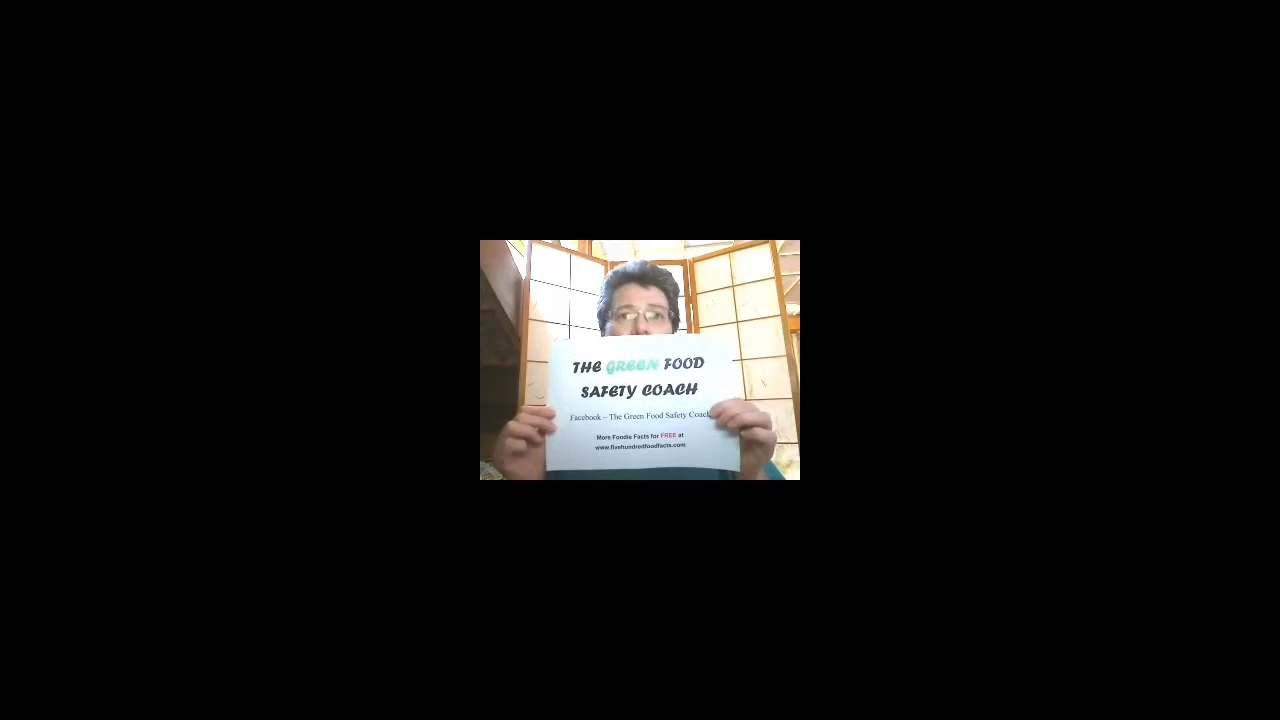 THE GREEN FOOD
SAFETY COACH
Facebook – The Green Food Safety Coach
More Foodie Facts for FREE at
www.fivehundredfoodfacts.com